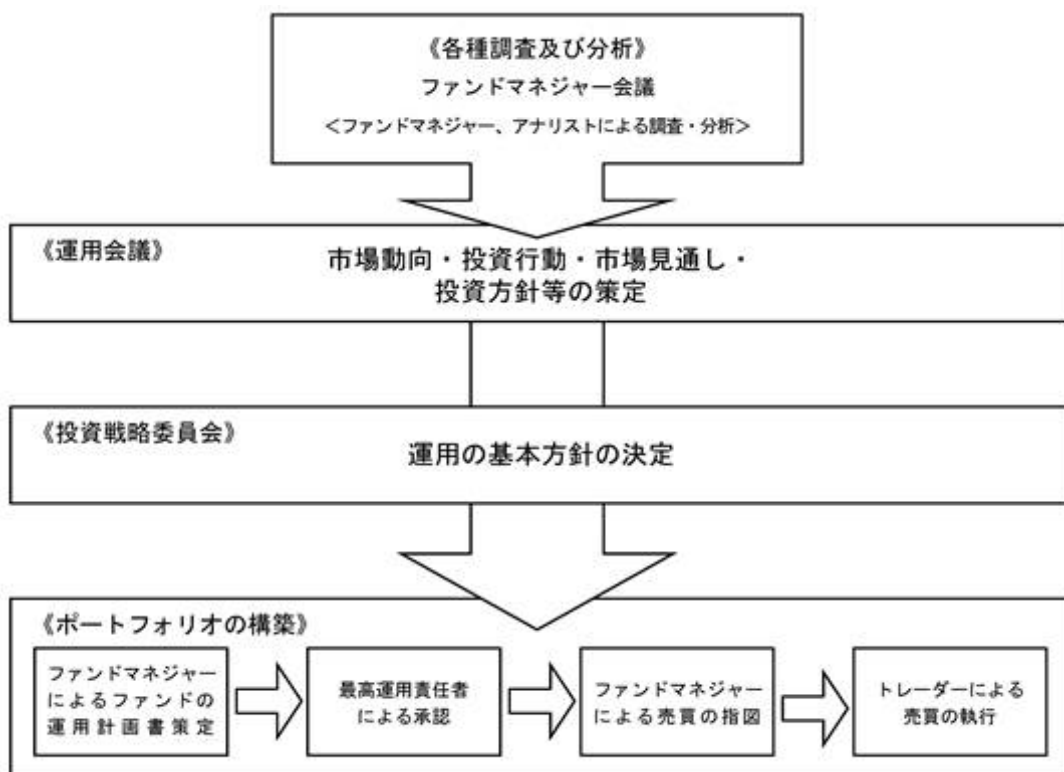 《各種調査及び分析》
ファンドマネジャー会議
＜ファンドマネジャー、アナリストによる調査・分析＞
《運用会議》
市場動向・投資行動・市場見通し・
投資方針等の策定
《投資戦略委員会》
運用の基本方針の決定
《ポートフォリオの構築》
ファンドマネジャー
によるファンドの
運用計画書策定
最高運用責任者
による承認
ファンドマネジャー
による売買の指図
トレーダーによる
売買の執行